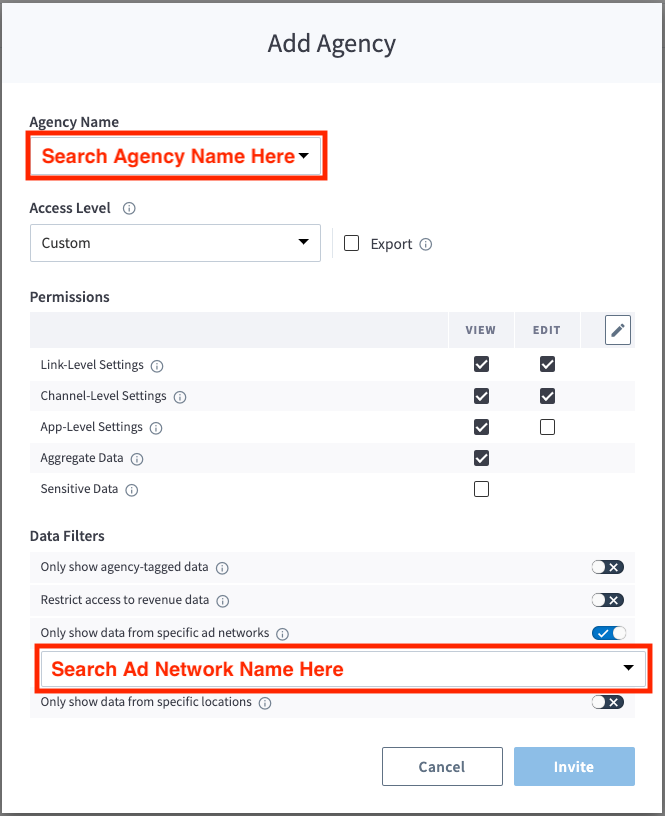 Add Agency
Agency Name
Search Agency Name Here
Access Level
Custom
Export
Permissions
VIEW EDIT
Link-Level Settings
Channel-Level Settings
App-Level Settings
Aggregate Data
Sensitive Data
Data Filters
Only show agency-tagged data
Restrict access to revenue data
Only show data from specific ad networks
Search Ad Network Name Here
Only show data from specific locations
Cancel Invite